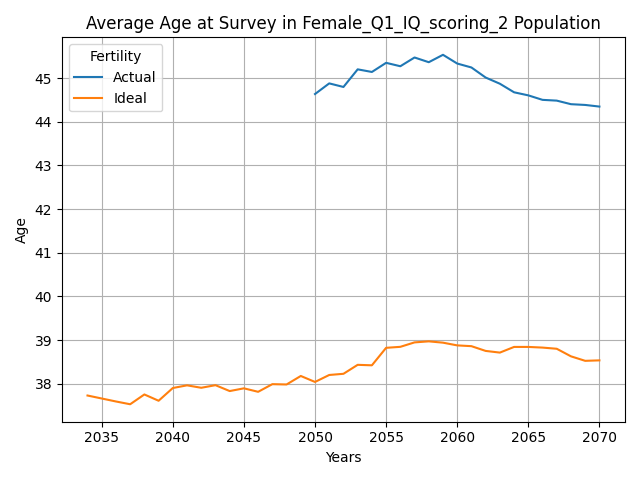 Average Age at Survey in Female_Q1_IQ_scoring_2 Population
Fertility
Actual
Ideal
Age
45
44
43
42
41
40
39
38
2035 2040 2045 2050 2055 2060 2065 2070
Years